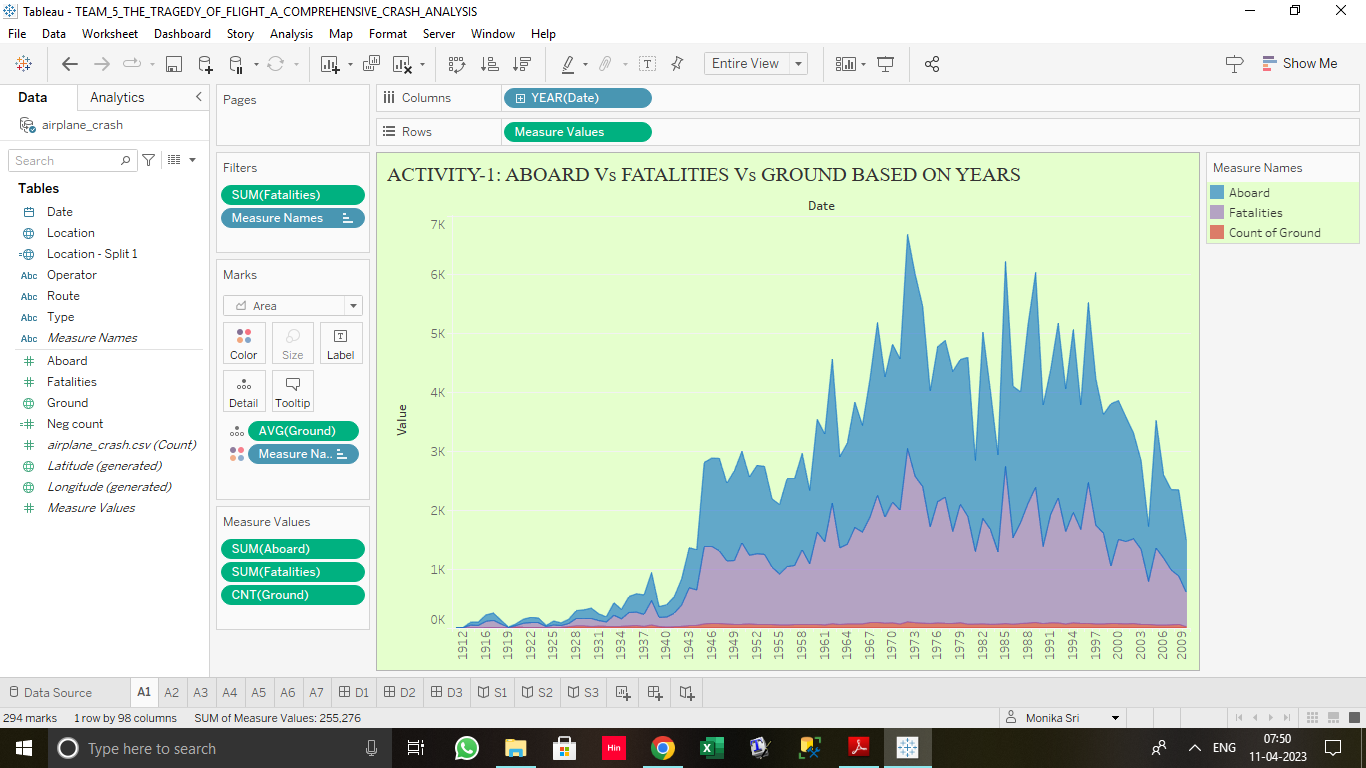 Tableau - TEAM_5_THE_TRAGEDY_OF_FLIGHT_A_COMPREHENSIVE_CRASH_ANALYSIS
File Data Worksheet Dashboard Story Analysis Map Format Server Window Help
Entire View
Show Me
Data Analytics
airplane_crash
Search
Tables
Date
Location
Location - Split 1
Abc Operator
Abc Route
Abc Type
Abc Measure Names
Aboard
Fatalities
Ground
Neg count
airplane_crash.csv (Count)
Latitude (generated)
Longitude (generated)
Measure Values
Pages
Filters
SUM(Fatalities)
Measure Names
Marks
Area
Color Size Label
Detail Tooltip
AVG(Ground)
Measure Na..
Measure Values
SUM(Aboard)
SUM(Fatalities)
CNT(Ground)
Columns YEAR(Date)
Rows Measure Values
ACTIVITY-1: ABOARD Vs FATALITIES Vs GROUND BASED ON YEARS
Date
Value
7K
6K
5K
4K
3K
2K
1K
0K
1912 1916 1919 1922 1925 1928 1931 1934 1937 1940 1943 1946 1949 1952 1955 1958 1961 1964 1967 1970 1973 1976 1979 1982 1985 1988 1991 1994 1997 2000 2003 2006 2009
Measure Names
Aboard
Fatalities
Count of Ground
Data Source A1 A2 A3 A4 A5 A6 A7 D1 D2 D3 S1 S2 S3
294 marks 1 row by 98 columns SUM of Measure Values: 255,276 Monika Sri
Type here to search
Hin
ENG
07:50
11-04-2023